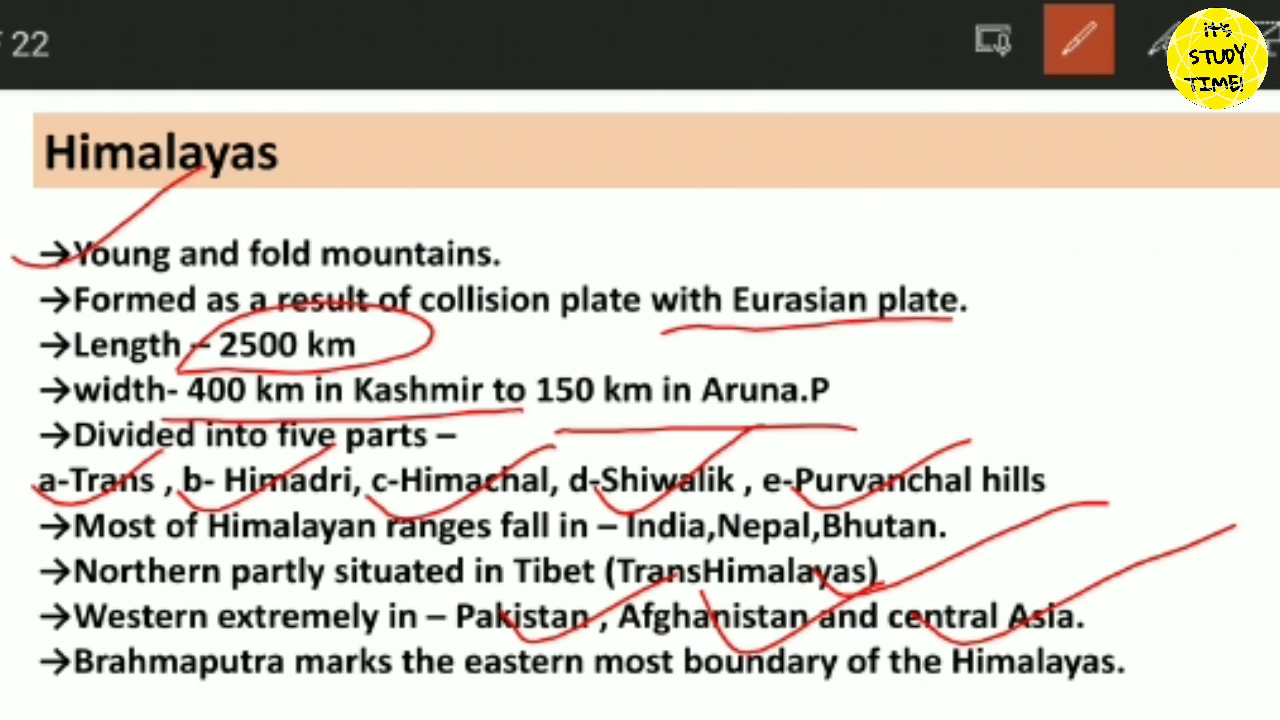 22
it's
STUDY
TIME!
Himalayas
→Young and fold mountains.
→Formed as a result of collision plate with Eurasian plate.
→Length – 2500 km
→width- 400 km in Kashmir to 150 km in Aruna.P
→Divided into five parts –
a-Trans , b- Himadri, c-Himachal, d-Shiwalik , e-Purvanchal hills
→Most of Himalayan ranges fall in – India,Nepal,Bhutan.
→Northern partly situated in Tibet (TransHimalayas)
→Western extremely in – Pakistan , Afghanistan and central Asia.
→Brahmaputra marks the eastern most boundary of the Himalayas.